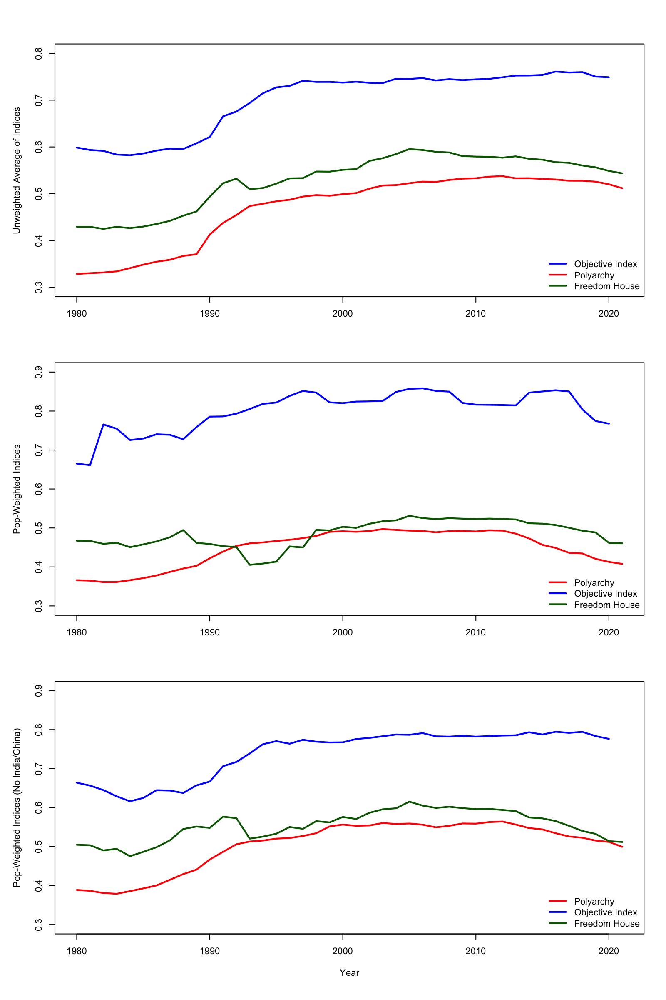 Unweighted Average of Indices
0.8
0.7
0.6
0.5
0.4
0.3
Objective Index
Polyarchy
Freedom House
1980 1990 2000 2010 2020
Pop-Weighted Indices
0.9
0.8
0.7
0.6
0.5
0.4
0.3
Polyarchy
Objective Index
Freedom House
1980 1990 2000 2010 2020
Pop-Weighted Indices (No India/China)
0.9
0.8
0.7
0.6
0.5
0.4
0.3
Polyarchy
Objective Index
Freedom House
1980 1990 2000 2010 2020
Year